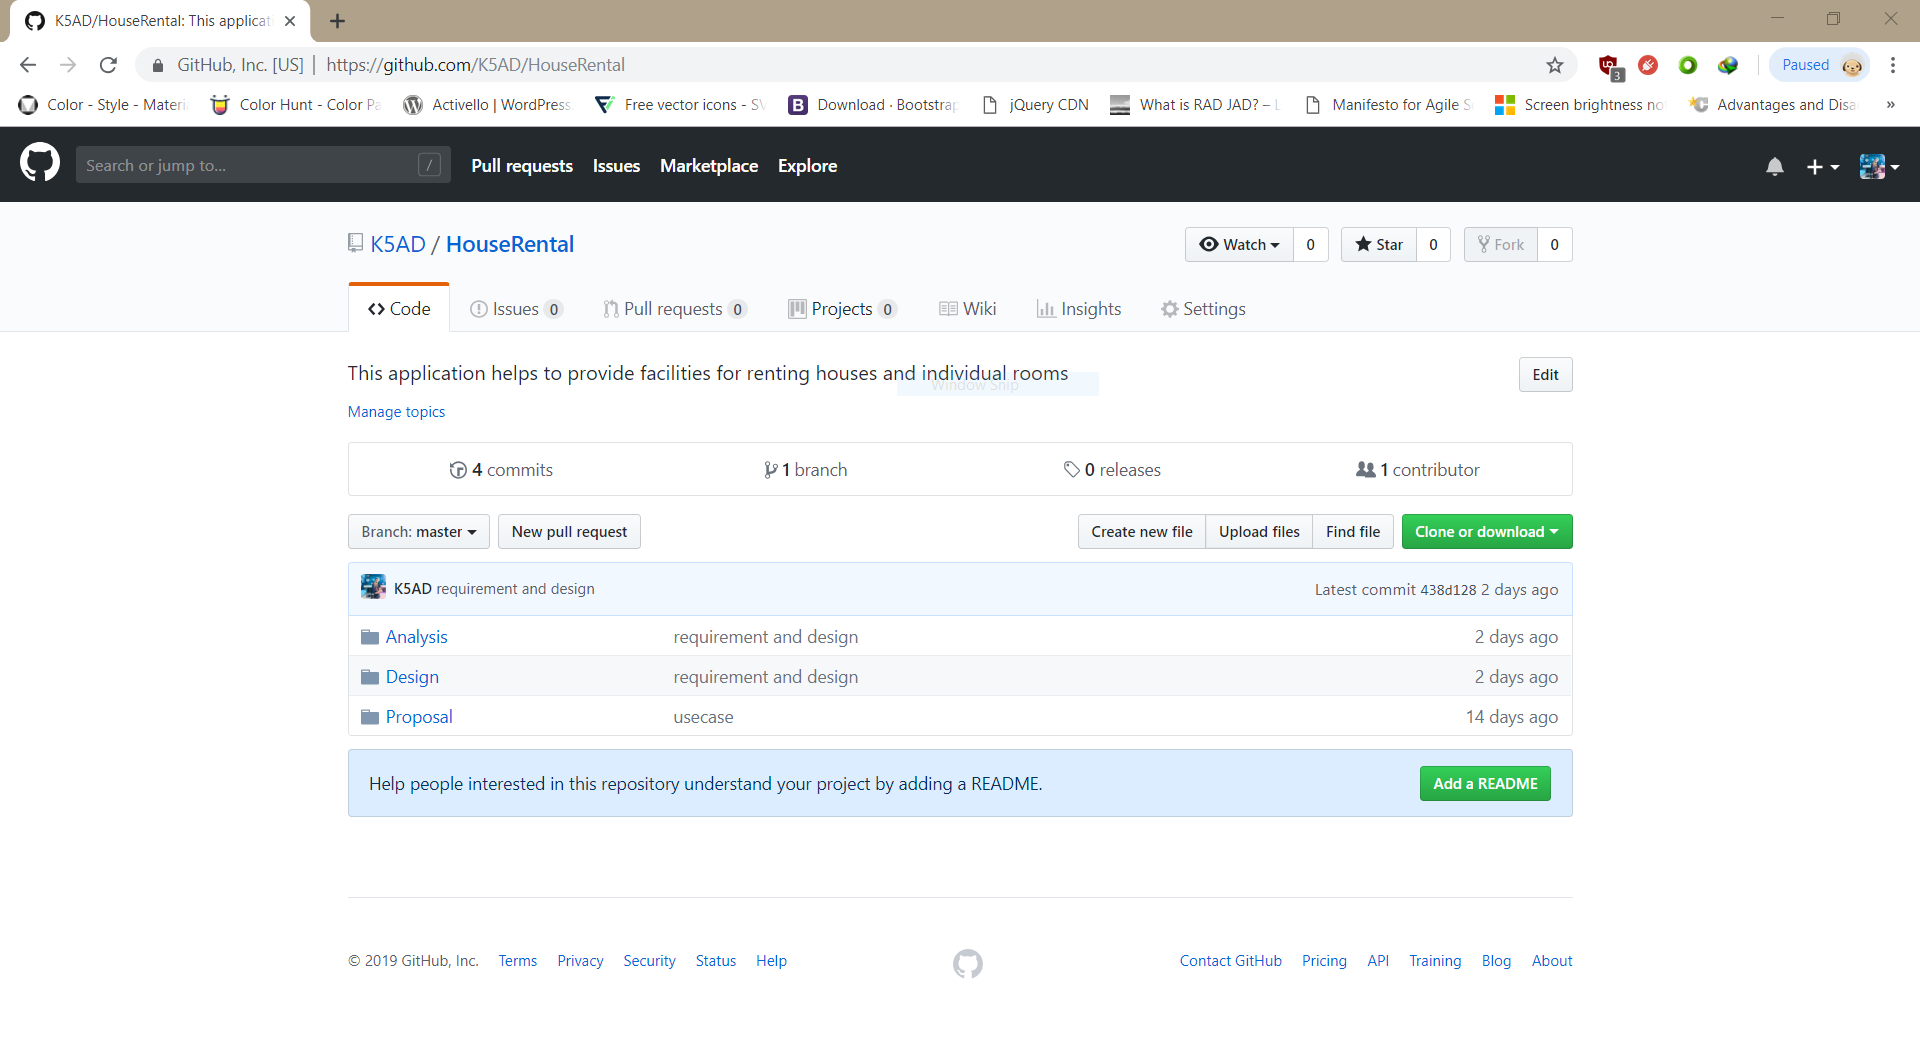 K5AD/HouseRental: This applicat
GitHub, Inc. [US] | https://github.com/K5AD/HouseRental
3
Paused
Color - Style - Materi
Color Hunt - Color Pa
Activello | WordPress
Free vector icons - SV
Download · Bootstrap
jQuery CDN
What is RAD JAD? – L
Manifesto for Agile S
Screen brightness no
Advantages and Disa
»
Search or jump to... /
Pull requests Issues Marketplace Explore
K5AD / HouseRental
Watch 0
Star 0
Fork 0
Code
Issues 0
Pull requests 0
Projects 0
Wiki
Insights
Settings
This application helps to provide facilities for renting houses and individual rooms
Window Snip
Edit
Manage topics
4 commits
1 branch
0 releases
1 contributor
Branch: master
New pull request
Create new file
Upload files
Find file
Clone or download
K5AD requirement and design
Latest commit 438d128 2 days ago
Analysis requirement and design 2 days ago
Design requirement and design 2 days ago
Proposal usecase 14 days ago
Help people interested in this repository understand your project by adding a README.
Add a README
© 2019 GitHub, Inc. Terms Privacy Security Status Help
Contact GitHub Pricing API Training Blog About